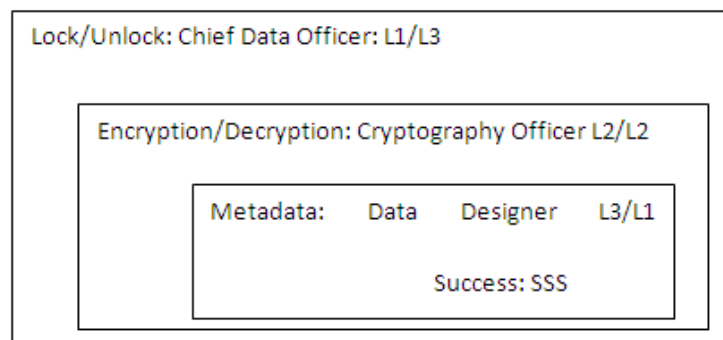 Lock/Unlock: Chief Data Officer: L1/L3
Encryption/Decryption: Cryptography Officer L2/L2
Metadata: Data Designer L3/L1
Success: SSS